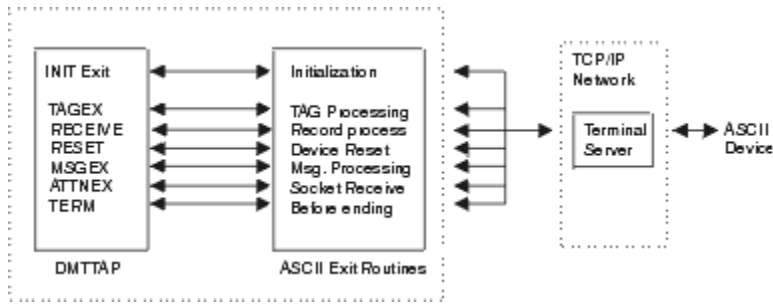 INIT Exit
TAGEX
RECEIVE
RESET
MSGEX
ATTNEX
TERM
DMTTAP
Initialization
TAG Processing
Record process
Device Reset
Msg. Processing
Socket Receive
Before ending
ASCII Exit Routines
TCP/IP
Network
Terminal
Server
ASCII
Device